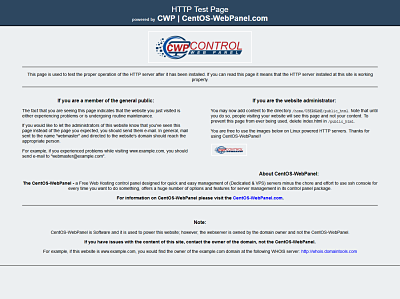 HTTP Test Page
powered by CWP | CentOS-WebPanel.com
CWP CONTROL
WEB PANEL
This page is used to test the proper operation of the HTTP server after it has been installed. If you can read this page it means that the HTTP server installed at this site is working
properly.
If you are a member of the general public:
The fact that you are seeing this page indicates that the website you just visited is
either experiencing problems or is undergoing routine maintenance.
If you would like to let the administrators of this website know that you've seen this
page instead of the page you expected, you should send them e-mail. In general, mail
sent to the name "webmaster" and directed to the website's domain should reach the
appropriate person.
For example, if you experienced problems while visiting www.example.com, you should
send e-mail to "webmaster@example.com".
If you are the website administrator:
You may now add content to the directory /home/USERNAME/public_html. Note that until
you do so, people visiting your website will see this page and not your content. To
prevent this page from ever being used, delete index.html in /public_html.
You are free to use the images below on Linux powered HTTP servers. Thanks for
using CentOS-WebPanel!
About CentOS-WebPanel:
The CentOS-WebPanel - a Free Web Hosting control panel designed for quick and easy management of (Dedicated & VPS) servers minus the chore and effort to use ssh console for
every time you want to do something, offers a huge number of options and features for server management in its control panel package.
For information on CentOS-WebPanel please visit the CentOS-WebPanel.com.
Note:
CentOS-WebPanel is Software and it is used to power this website; however, the webserver is owned by the domain owner and not the CentOS-WebPanel.
If you have issues with the content of this site, contact the owner of the domain, not the CentOS-WebPanel.
For example, if this website is www.example.com, you would find the owner of the example.com domain at the following WHOIS server: http://whois.domaintools.com